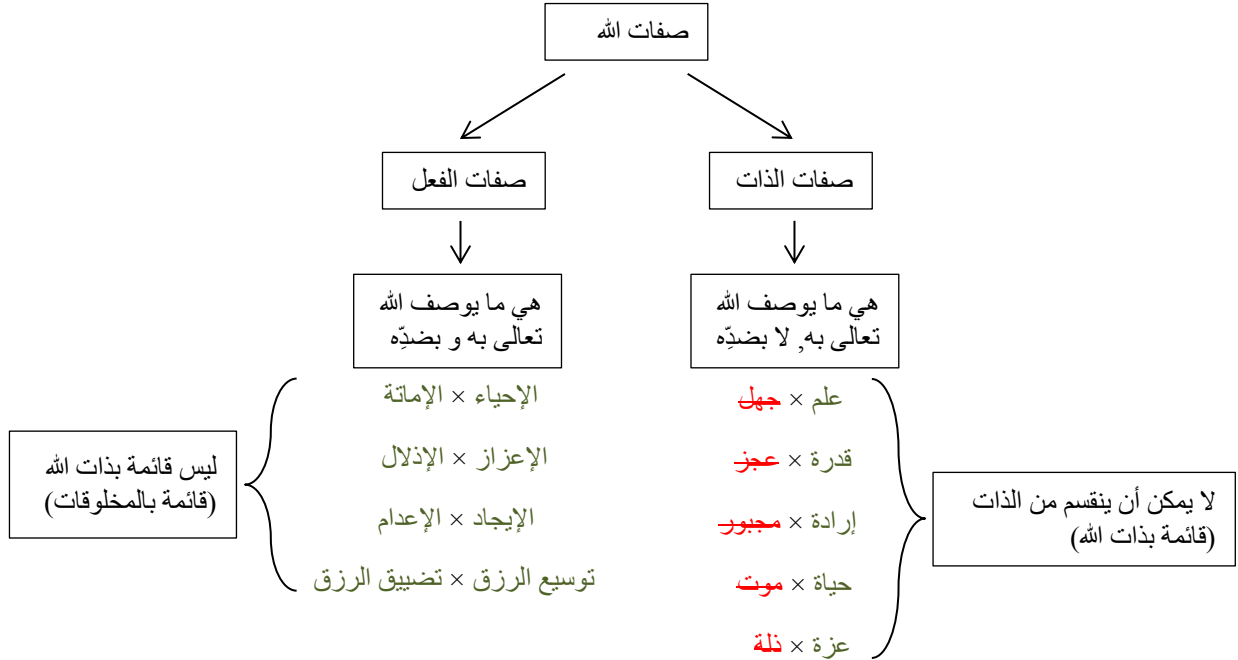 صفات الله
صفات الذات
صفات الفعل
هي ما يوصف الله
تعالى به, لا بضدِّه
هي ما يوصف الله
تعالى به و بضدِّه
علم × جهل
قدرة × عجز
إرادة × مجبور
حياة × موت
عزة × ذلة
لا يمكن أن ينقسم من الذات
(قائمة بذات الله)
الإحياء × الإماتة
الإعزاز × الإذلال
الإيجاد × الإعدام
توسيع الرزق × تضييق الرزق
ليس قائمة بذات الله
(قائمة بالمخلوقات)